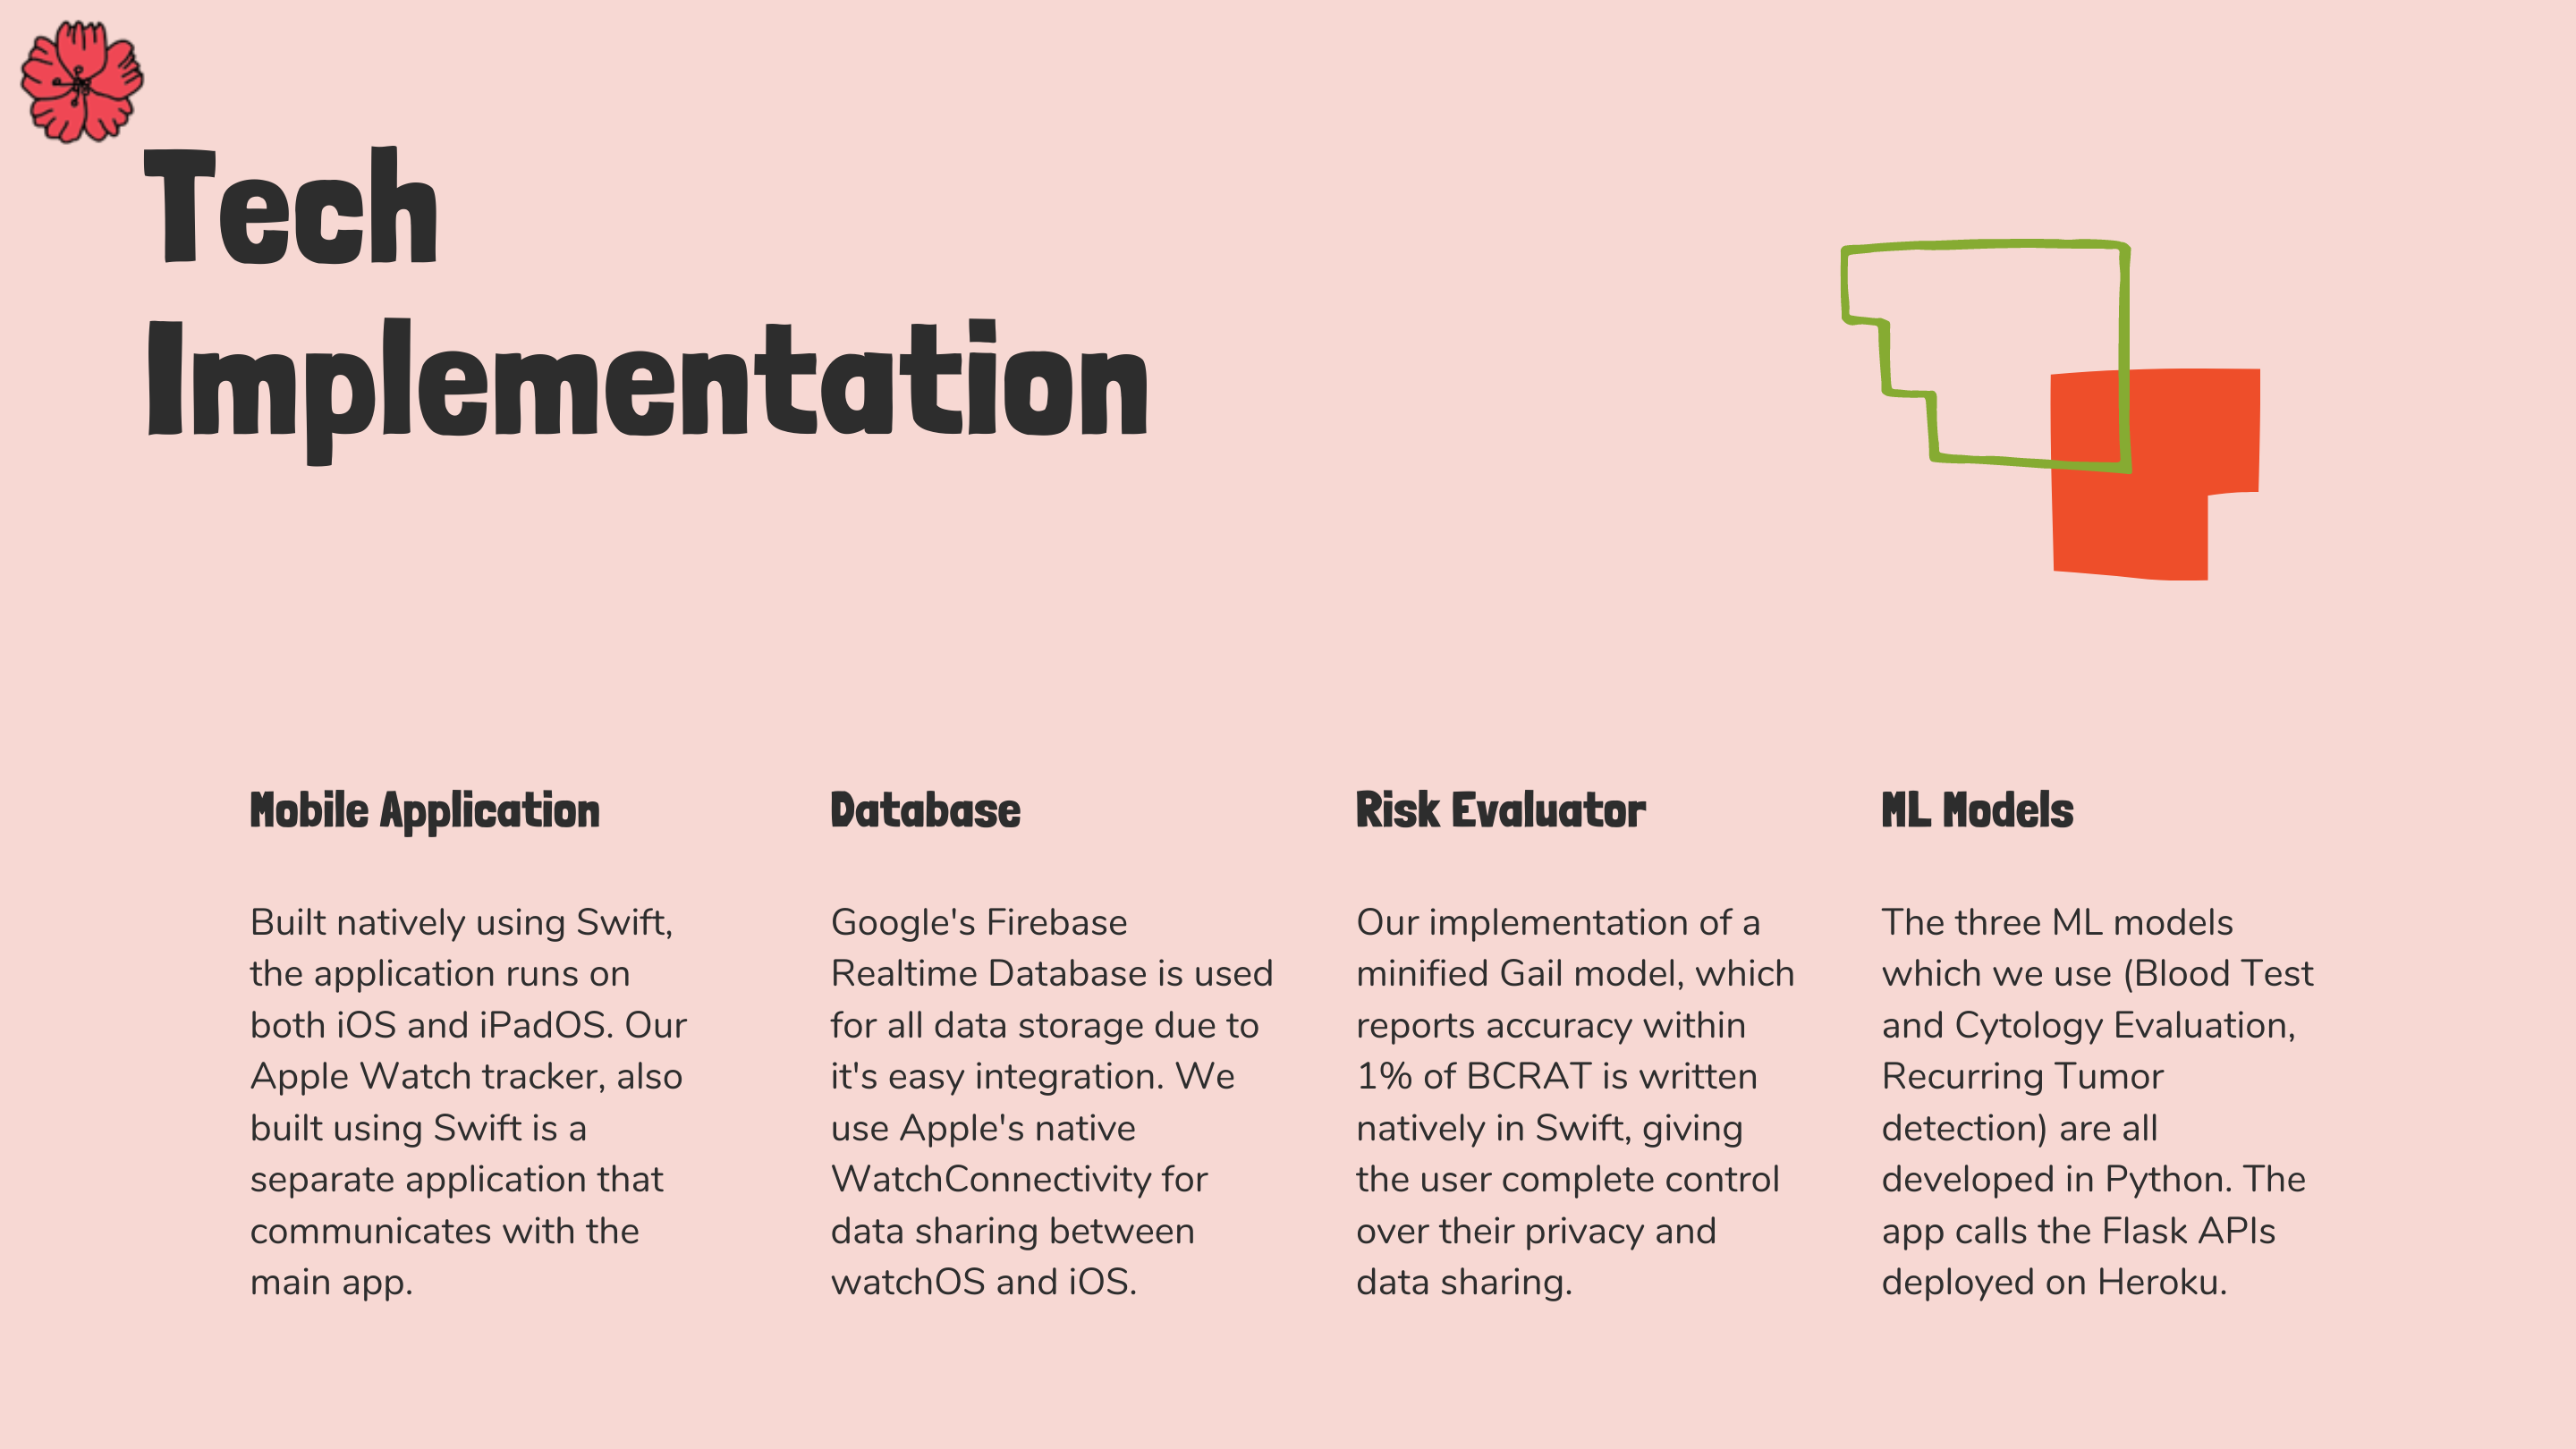 Tech
Implementation
Mobile Application
Built natively using Swift,
the application runs on
both iOS and iPadOS. Our
Apple Watch tracker, also
built using Swift is a
separate application that
communicates with the
main app.
Database
Google's Firebase
Realtime Database is used
for all data storage due to
it's easy integration. We
use Apple's native
WatchConnectivity for
data sharing between
watchOS and iOS.
Risk Evaluator
Our implementation of a
minified Gail model, which
reports accuracy within
1% of BCRAT is written
natively in Swift, giving
the user complete control
over their privacy and
data sharing.
ML Models
The three ML models
which we use (Blood Test
and Cytology Evaluation,
Recurring Tumor
detection) are all
developed in Python. The
app calls the Flask APIs
deployed on Heroku.